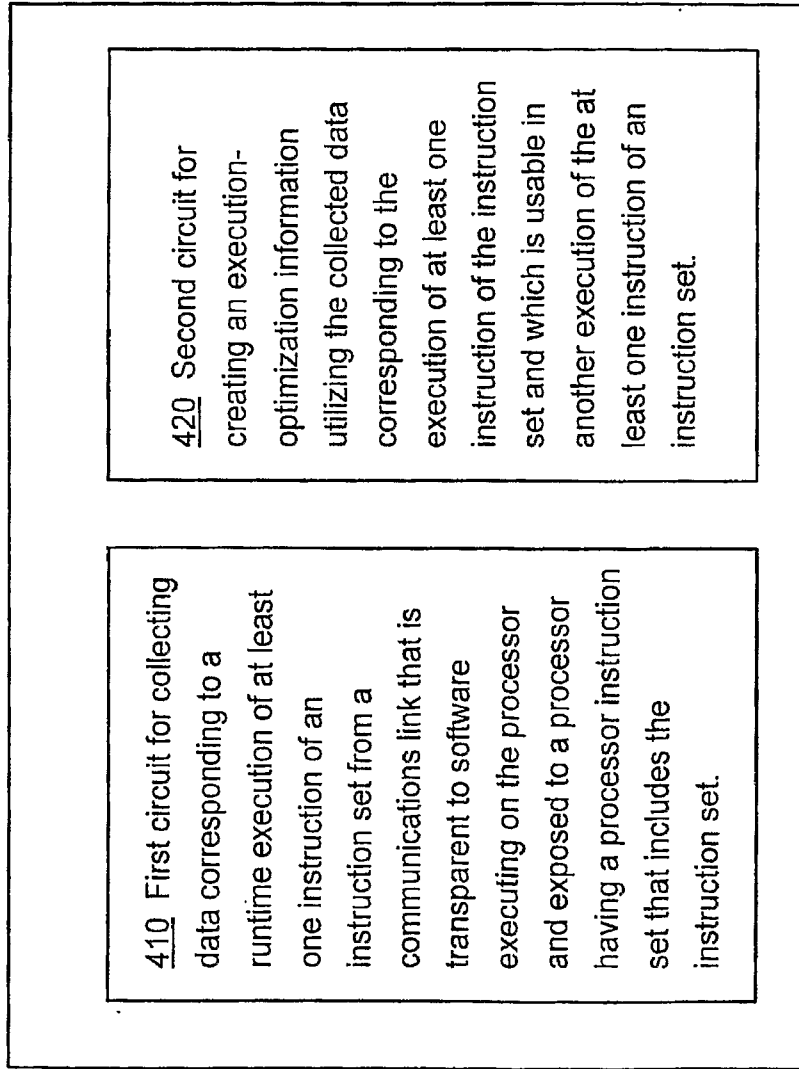 410 First circuit for collecting
data corresponding to a
runtime execution of at least
one instruction of an
instruction set from a
communications link that is
transparent to software
executing on the processor
and exposed to a processor
having a processor instruction
set that includes the
instruction set.
420 Second circuit for
creating an execution-
optimization information
utilizing the collected data
corresponding to the
execution of at least one
instruction of the instruction
set and which is usable in
another execution of the at
least one instruction of an
instruction set.